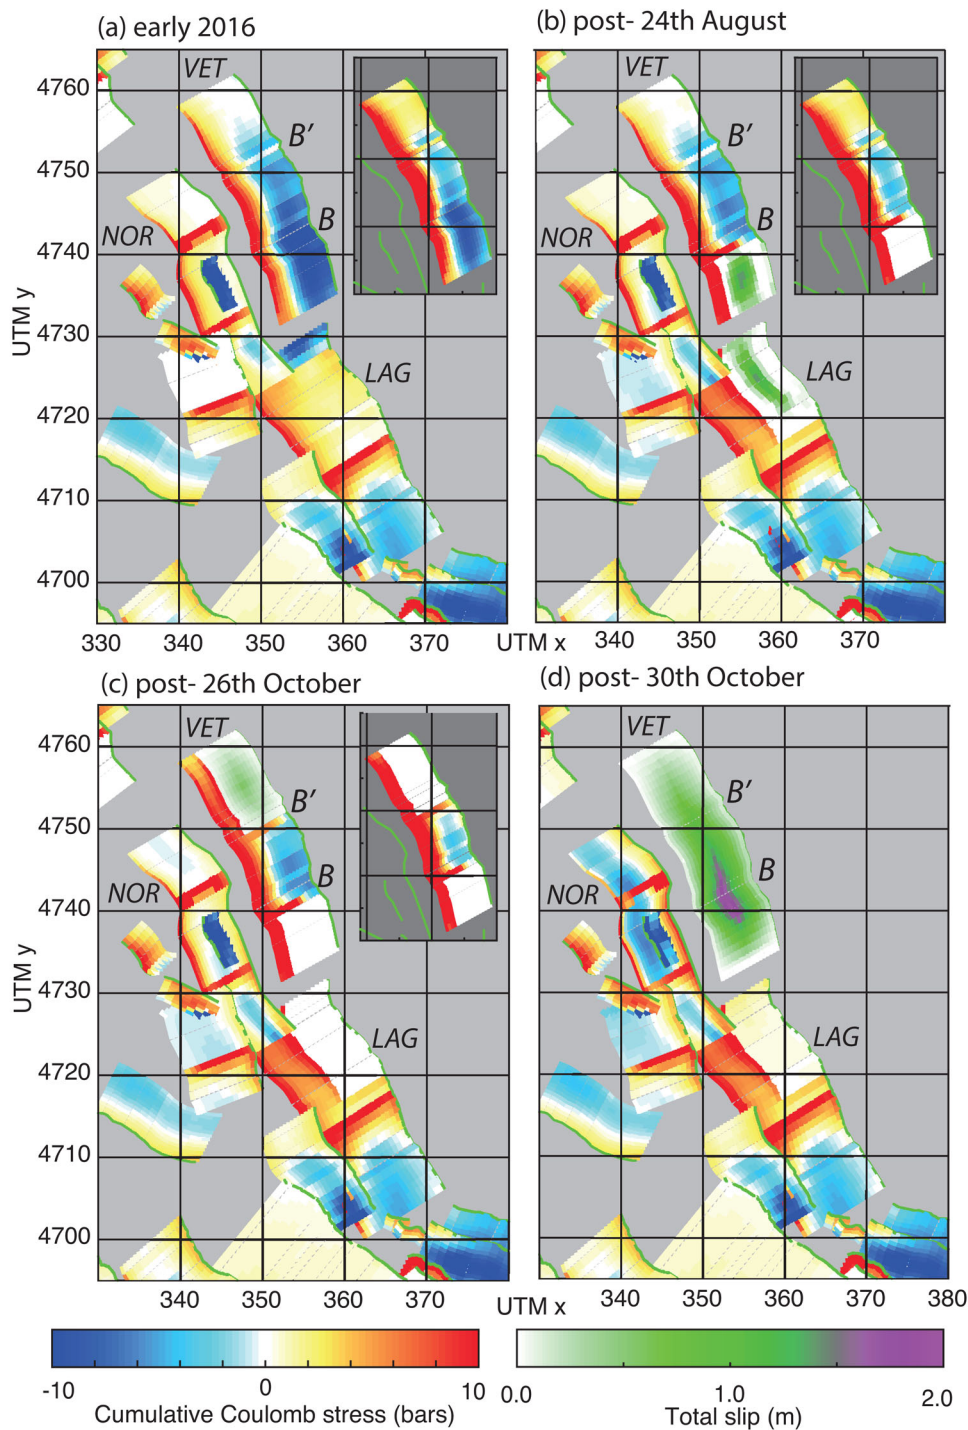 (a) early 2016
(b) post- 24th August
VET
B'
B
NOR
LAG
4760
4750
4740
4730
4720
4710
4700
UTM y
330
340
350
360
370
UTM x
VET
B'
B
NOR
LAG
340
350
360
370
(c) post- 26th October
(d) post- 30th October
VET
B'
B
NOR
LAG
4760
4750
4740
4730
4720
4710
4700
UTM y
340
350
360
370
UTM x
VET
B'
B
NOR
LAG
340
350
360
370
380
-10
0
10
Cumulative Coulomb stress (bars)
0.0
1.0
2.0
Total slip (m)